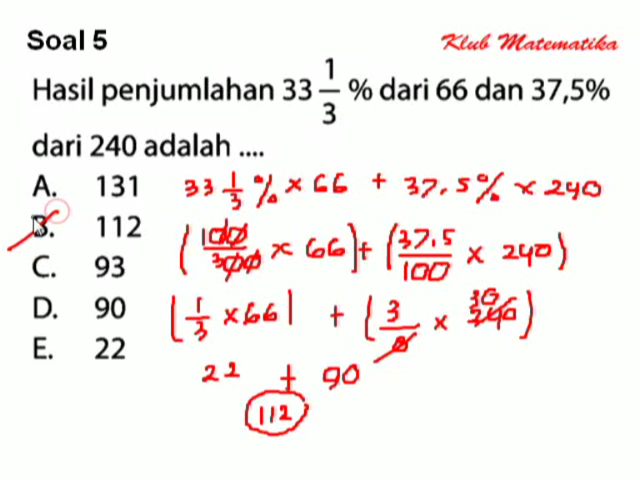 Soal 5
Klub Matematika
Hasil penjumlahan 33 1/3 % dari 66 dan 37,5%
dari 240 adalah ....
A. 131
B. 112
C. 93
D. 90
E. 22
33 1/3 % × 66 + 37.5% × 240
(100/300 × 66) + (37.5/100 × 240)
(1/3 × 66) + (3/8 × 30 240)
22 + 90
112